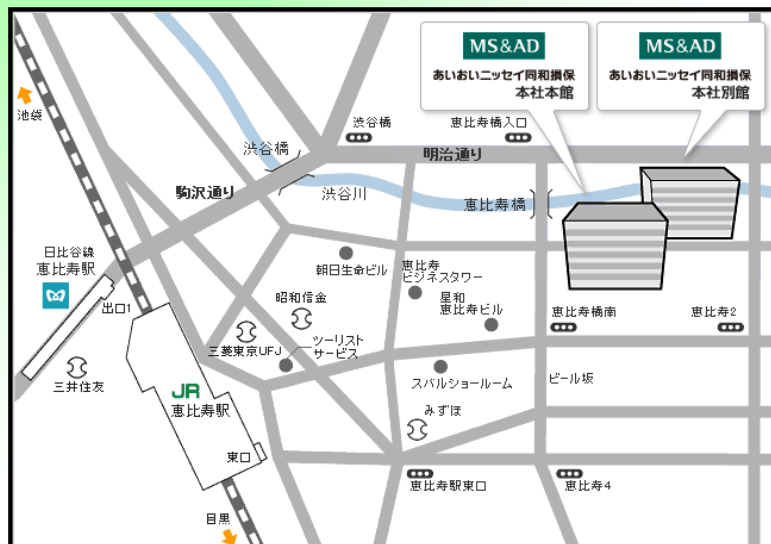 MS&AD
あいおいニッセイ同和損保
本社本館
MS&AD
あいおいニッセイ同和損保
本社別館
池袋
渋谷橋
恵比寿橋入口
渋谷橋
明治通り
駒沢通り
渋谷川
恵比寿橋
日比谷線
恵比寿駅
出口1
朝日生命ビル
恵比寿
ビジネスタワー
昭和信金
星和
恵比寿ビル
恵比寿橋南
恵比寿2
三菱東京UFJ
ツーリスト
サービス
三井住友
JR
恵比寿駅
スバルショールーム
ビール坂
みずほ
東口
恵比寿駅東口
恵比寿4
目黒